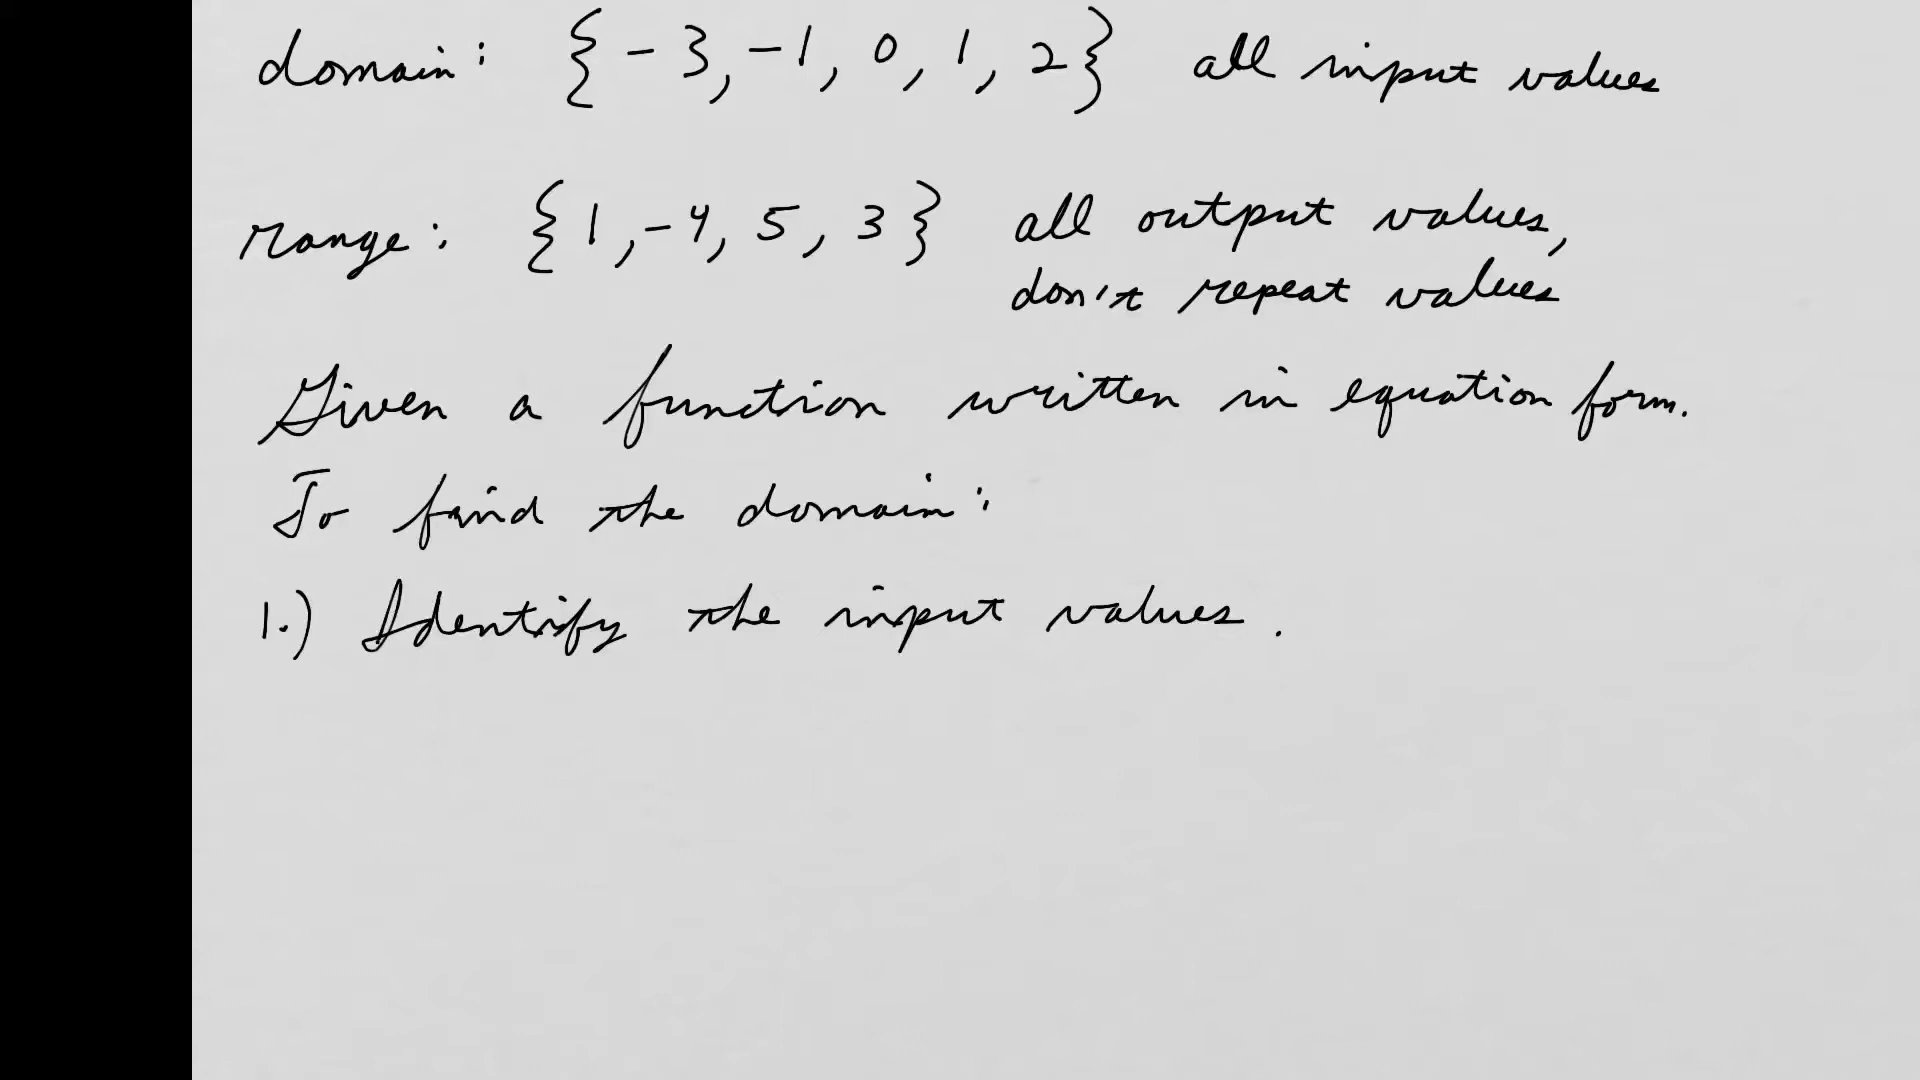 domain: {-3, -1, 0, 1, 2} all input values
range: {1, -4, 5, 3} all output values,
don't repeat values
Given a function written in equation form.
To find the domain:
1.) Identify the input values.